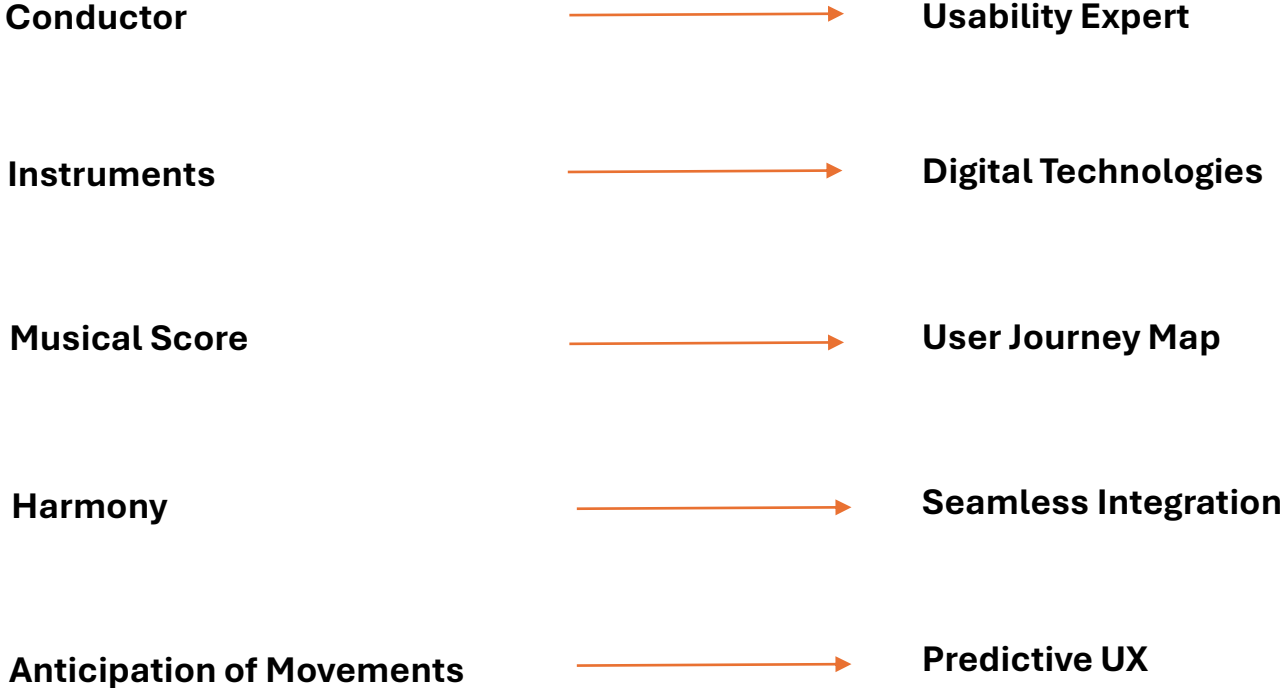 Conductor
Usability Expert
Instruments
Digital Technologies
Musical Score
User Journey Map
Harmony
Seamless Integration
Anticipation of Movements
Predictive UX